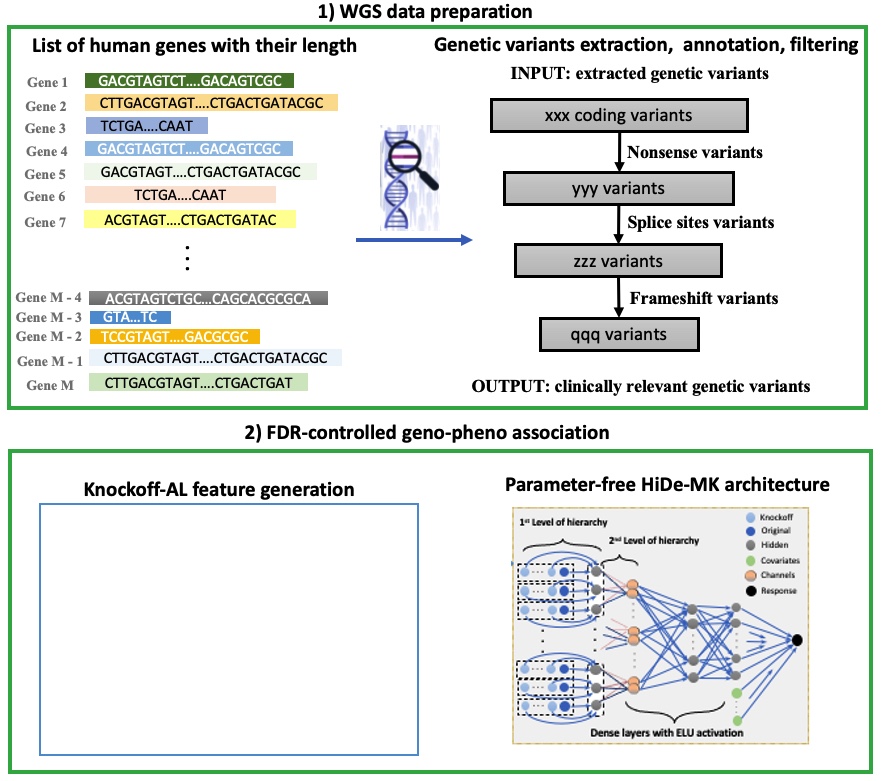 1) WGS data preparation
List of human genes with their length
Gene 1 GACGTAGTCT....GACAGTCGC
Gene 2 CTTGACGTAGT....CTGACTGATACGC
Gene 3 TCTGA....CAAT
Gene 4 GACGTAGTCT....GACAGTCGC
Gene 5 GACGTAGT....CTGACTGATACGC
Gene 6 TCTGA....CAAT
Gene 7 ACGTAGT....CTGACTGATAC
Gene M - 4 ACGTAGTCTGC...CAGCACGCGCA
Gene M - 3 GTA...TC
Gene M - 2 TCCGTAGT....GACGCGC
Gene M - 1 CTTGACGTAGT....CTGACTGATACGC
Gene M CTTGACGTAGT....CTGACTGAT
Genetic variants extraction, annotation, filtering
INPUT: extracted genetic variants
xxx coding variants
Nonsense variants
yyy variants
Splice sites variants
zzz variants
Frameshift variants
qqq variants
OUTPUT: clinically relevant genetic variants
2) FDR-controlled geno-pheno association
Knockoff-AL feature generation
Parameter-free HiDe-MK architecture
1st Level of hierarchy
2nd Level of hierarchy
Knockoff
Original
Hidden
Covariates
Channels
Response
Dense layers with ELU activation